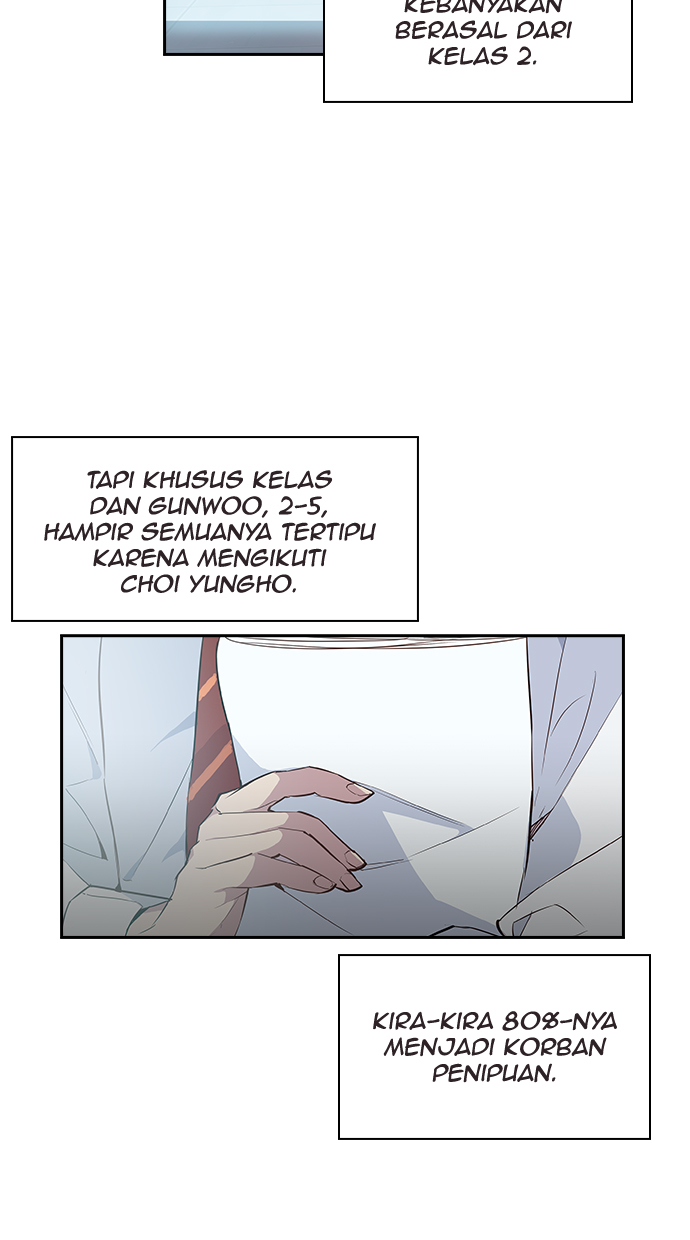 KEBANYAKAN
BERASAL DARI
KELAS 2.
TAPI KHUSUS KELAS
DAN GUNWOO, 2-5,
HAMPIR SEMUANYA TERTIPU
KARENA MENGIKUTI
CHOI YUNGHO.
KIRA-KIRA 80%-NYA
MENJADI KORBAN
PENIPUAN.